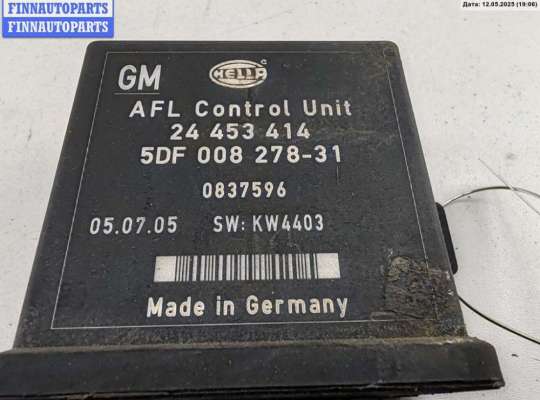 FINNAUTOPARTS
FINNAUTOPARTS
Дата: 12.05.2025 (19:06)
GM
HELLA
AFL Control Unit
24 453 414
5DF 008 278-31
0837596
05.07.05 SW: KW4403
Made in Germany